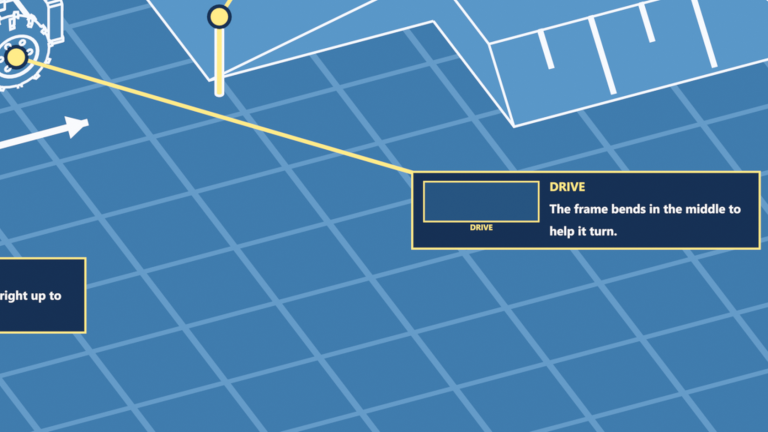 DRIVE
The frame bends in the middle to
help it turn.
DRIVE
right up to